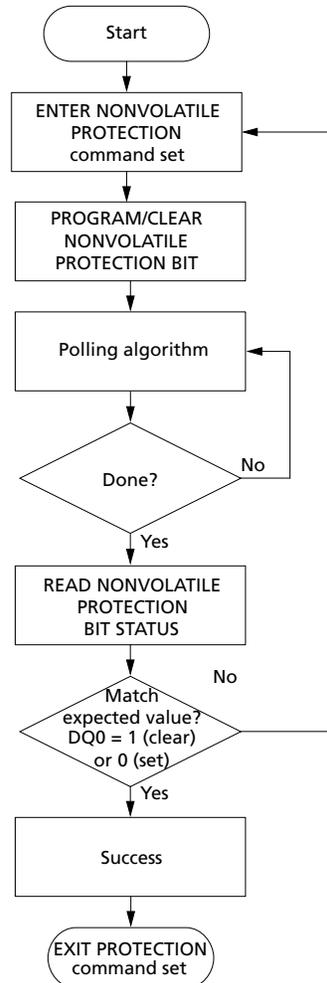 Start
ENTER NONVOLATILE
PROTECTION
command set
PROGRAM/CLEAR
NONVOLATILE
PROTECTION BIT
Polling algorithm
Done?
No
Yes
READ NONVOLATILE
PROTECTION
BIT STATUS
No
Match
expected value?
DQ0 = 1 (clear)
or 0 (set)
Yes
Success
EXIT PROTECTION
command set